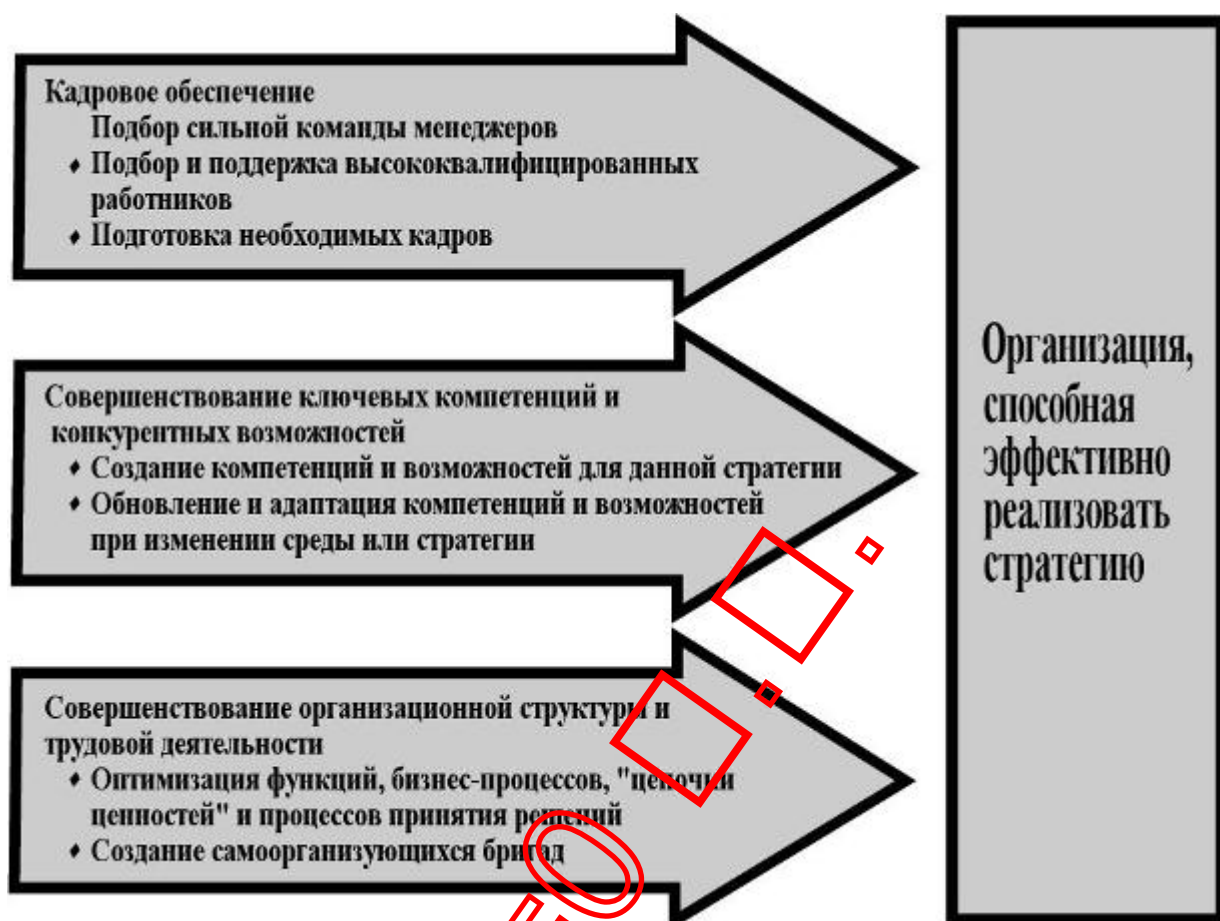 Кадровое обеспечение
Подбор сильной команды менеджеров
♦ Подбор и поддержка высококвалифицированных
работников
♦ Подготовка необходимых кадров
Совершенствование ключевых компетенций и
конкурентных возможностей
♦ Создание компетенций и возможностей для данной стратегии
♦ Обновление и адаптация компетенций и возможностей
при изменении среды или стратегии
Совершенствование организационной структуры и
трудовой деятельности
♦ Оптимизация функций, бизнес-процессов, "цепочки
ценностей" и процессов принятия решений
♦ Создание самоорганизующихся бригад
Организация,
способная
эффективно
реализовать
стратегию